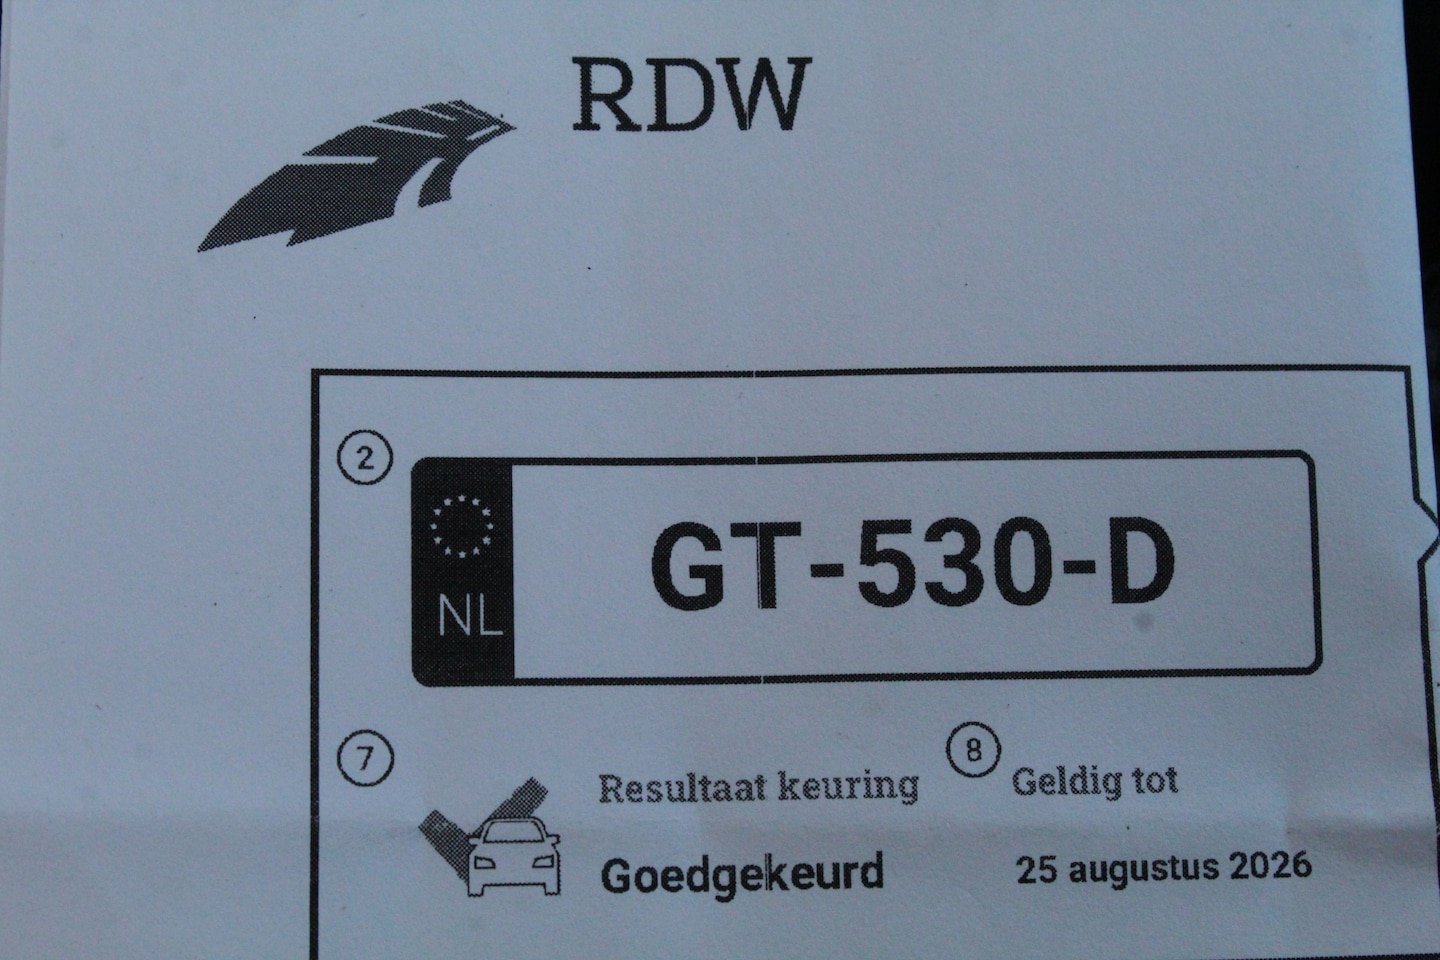 RDW
2
NL
GT-530-D
7
Resultaat keuring
8
Geldig tot
Goedgekeurd
25 augustus 2026